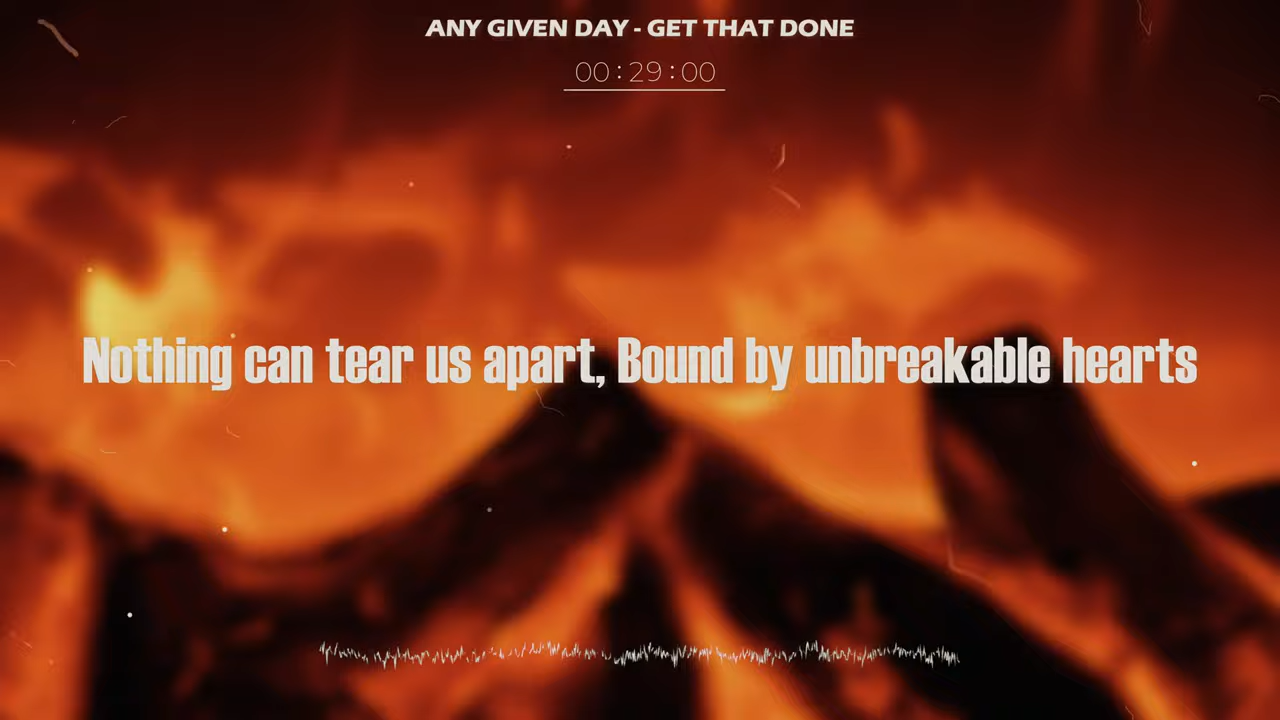 ANY GIVEN DAY - GET THAT DONE
00:29:00
Nothing can tear us apart, Bound by unbreakable hearts